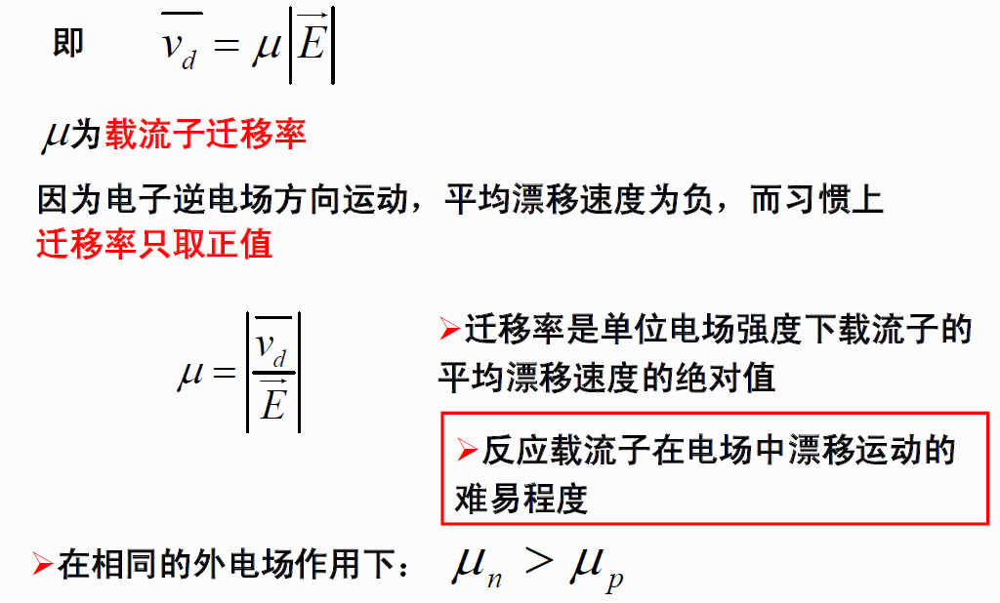 即 $\overline{v_d} = \mu \left| \overrightarrow{E} \right|$
μ为载流子迁移率
因为电子逆电场方向运动，平均漂移速度为负，而习惯上
迁移率只取正值
$\mu = \left| \dfrac{\overline{v_d}}{\overrightarrow{E}} \right|$
➢迁移率是单位电场强度下载流子的
平均漂移速度的绝对值
➢反应载流子在电场中漂移运动的
难易程度
➢在相同的外电场作用下： $\mu_n > \mu_p$